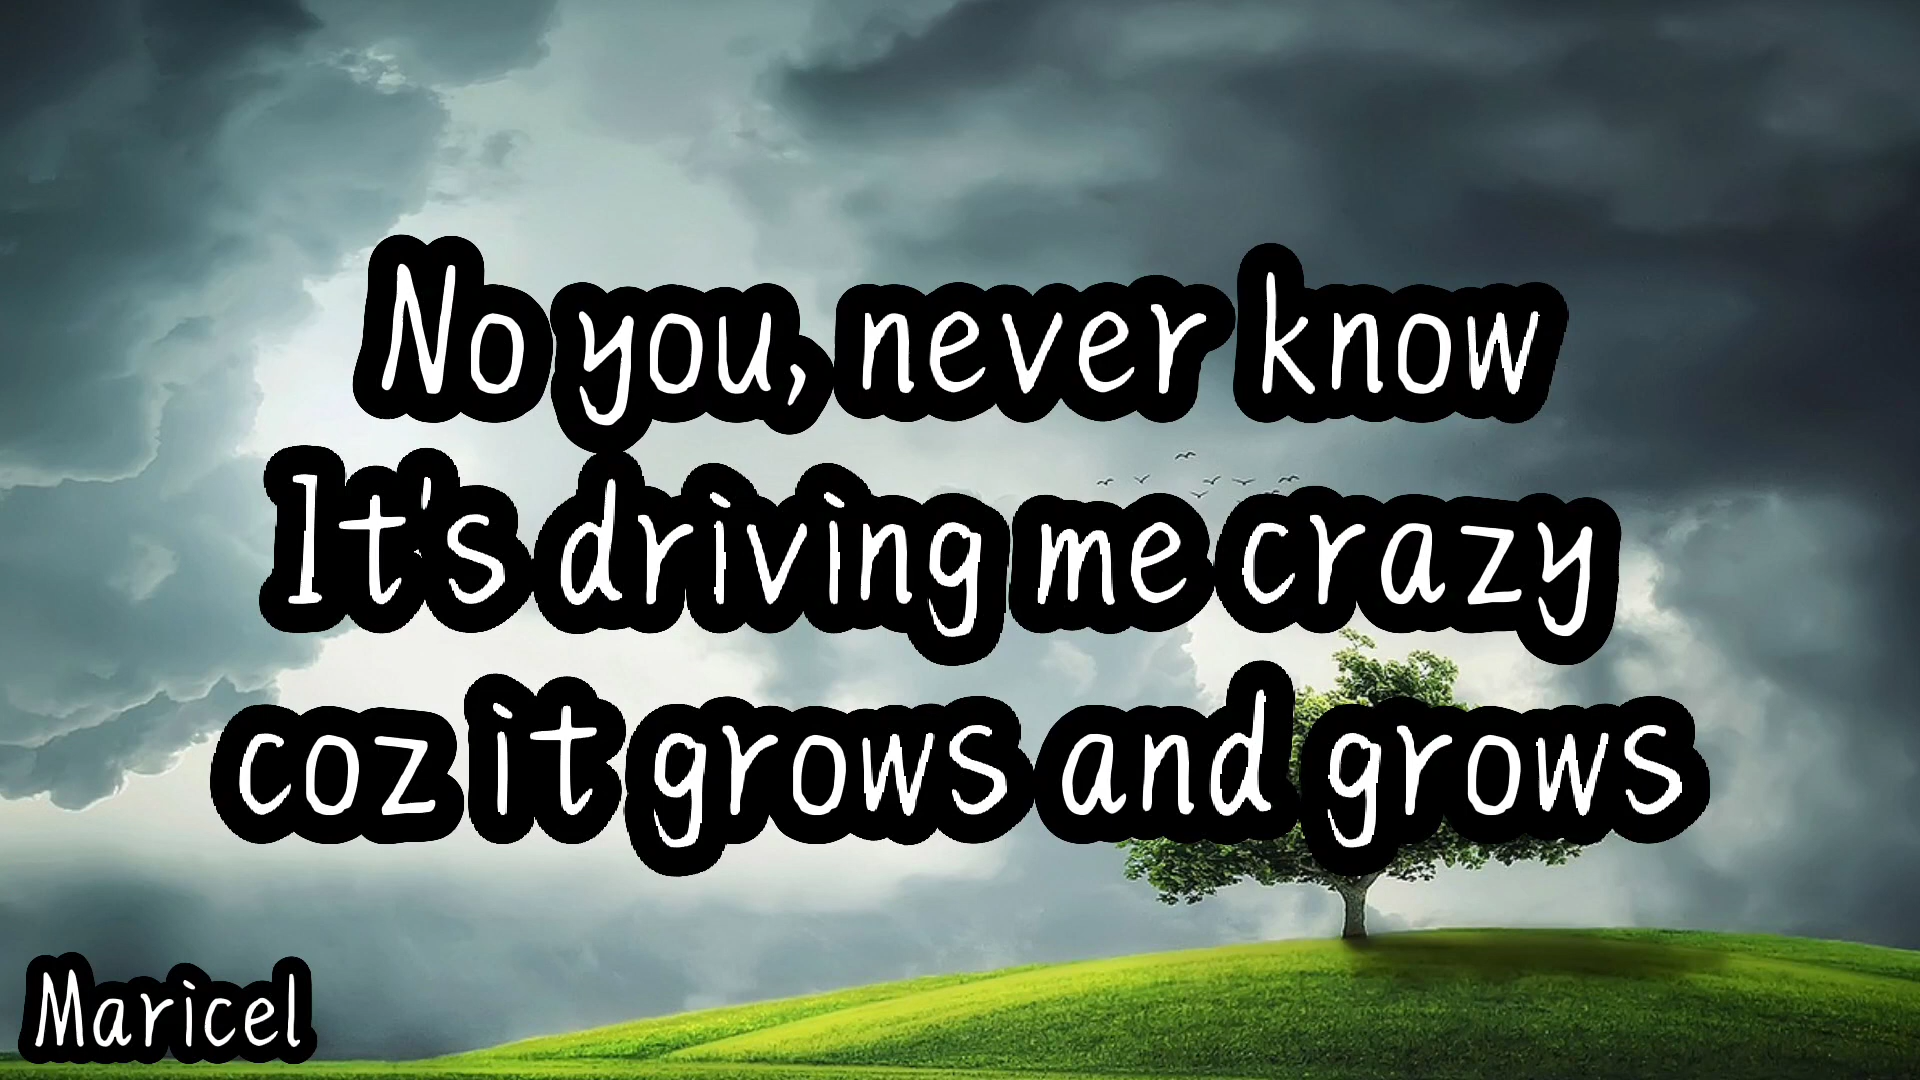 No you, never know
It's driving me crazy
coz it grows and grows
Maricel